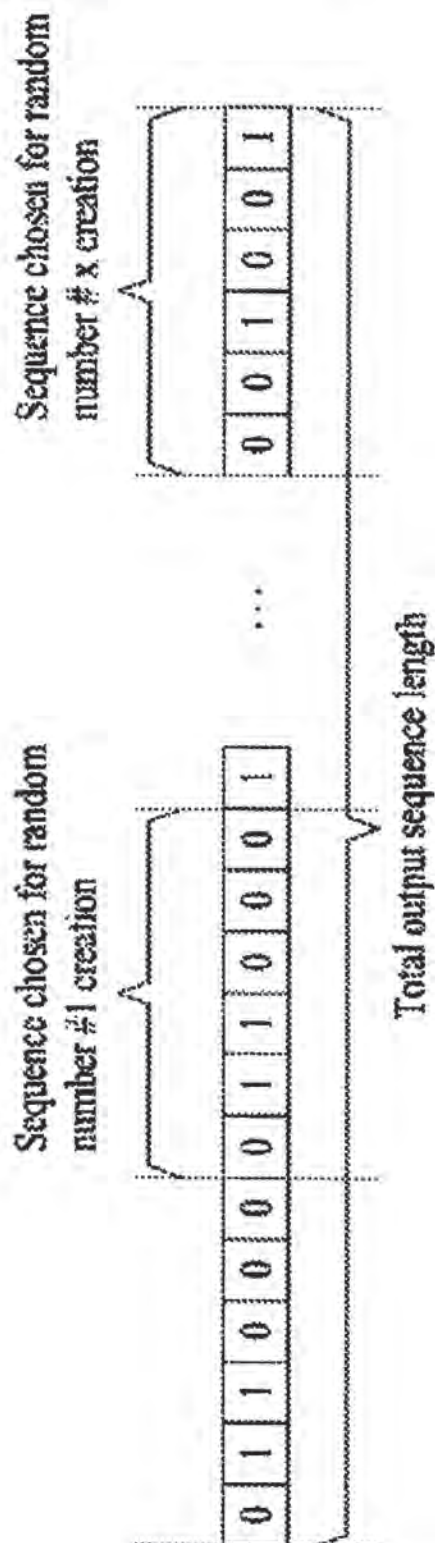 Sequence chosen for random
number #1 creation
Sequence chosen for random
number # x creation
0 1 1 0 0 0 0 1 1 0 0 0 1 ... 0 0 1 0 0 1
Total output sequence length